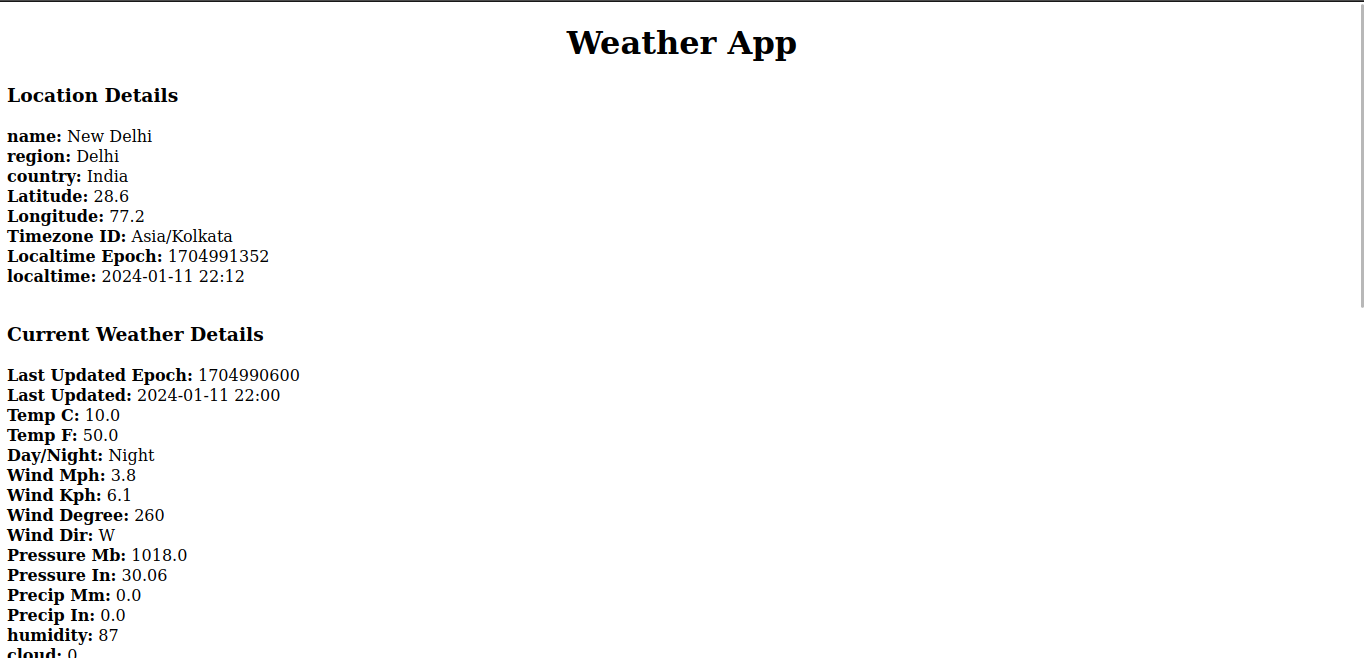 Weather App
Location Details
name: New Delhi
region: Delhi
country: India
Latitude: 28.6
Longitude: 77.2
Timezone ID: Asia/Kolkata
Localtime Epoch: 1704991352
localtime: 2024-01-11 22:12
Current Weather Details
Last Updated Epoch: 1704990600
Last Updated: 2024-01-11 22:00
Temp C: 10.0
Temp F: 50.0
Day/Night: Night
Wind Mph: 3.8
Wind Kph: 6.1
Wind Degree: 260
Wind Dir: W
Pressure Mb: 1018.0
Pressure In: 30.06
Precip Mm: 0.0
Precip In: 0.0
humidity: 87
cloud: 0